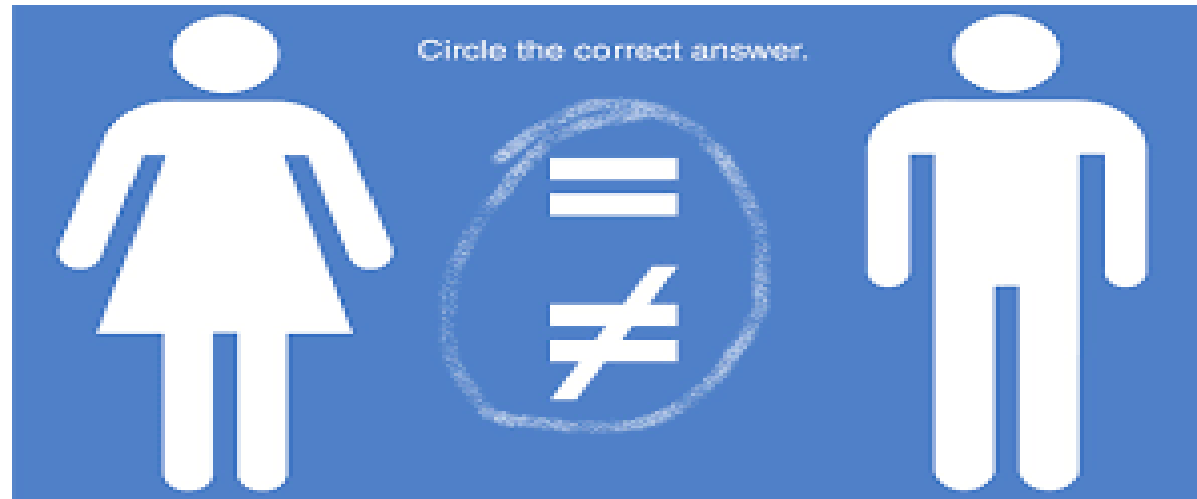 Circle the correct answer.
=
≠